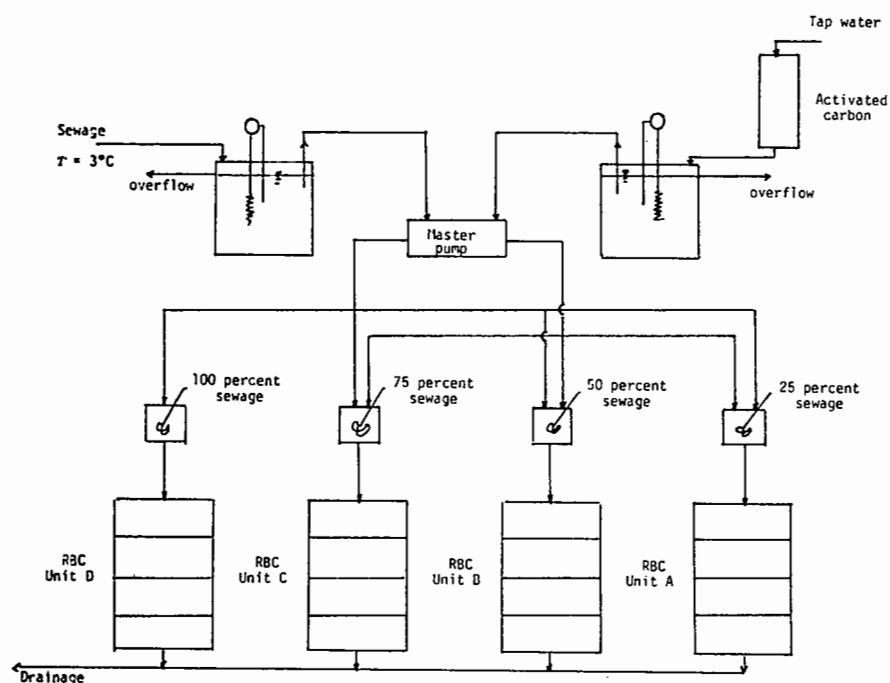 Tap water
Activated
carbon
Sewage
T = 3°C
overflow
overflow
Master
pump
100 percent
sewage
75 percent
sewage
50 percent
sewage
25 percent
sewage
RBC
Unit D
RBC
Unit C
RBC
Unit B
RBC
Unit A
Drainage